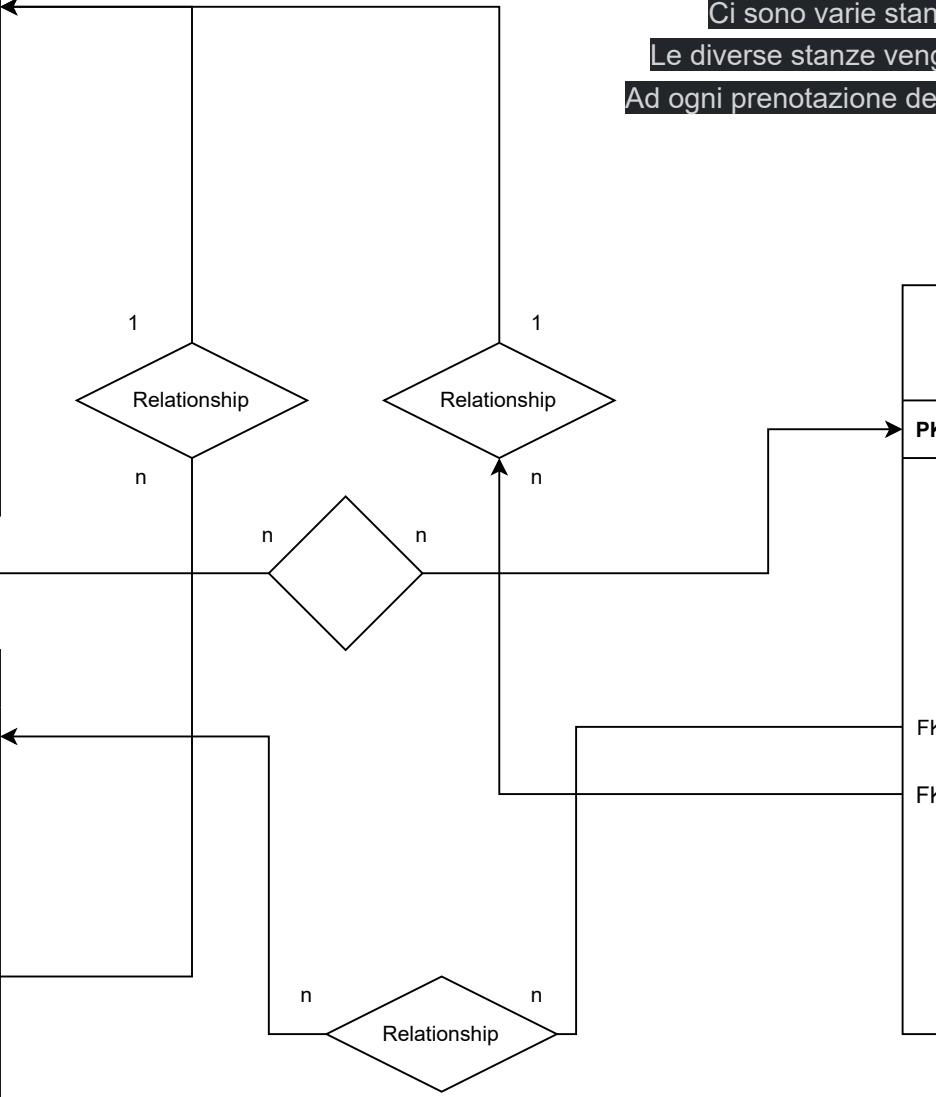 Ci sono varie stan
Le diverse stanze veng
Ad ogni prenotazione de
1
1
Relationship
Relationship
PK
n
n
n
n
FK
FK
n
n
Relationship